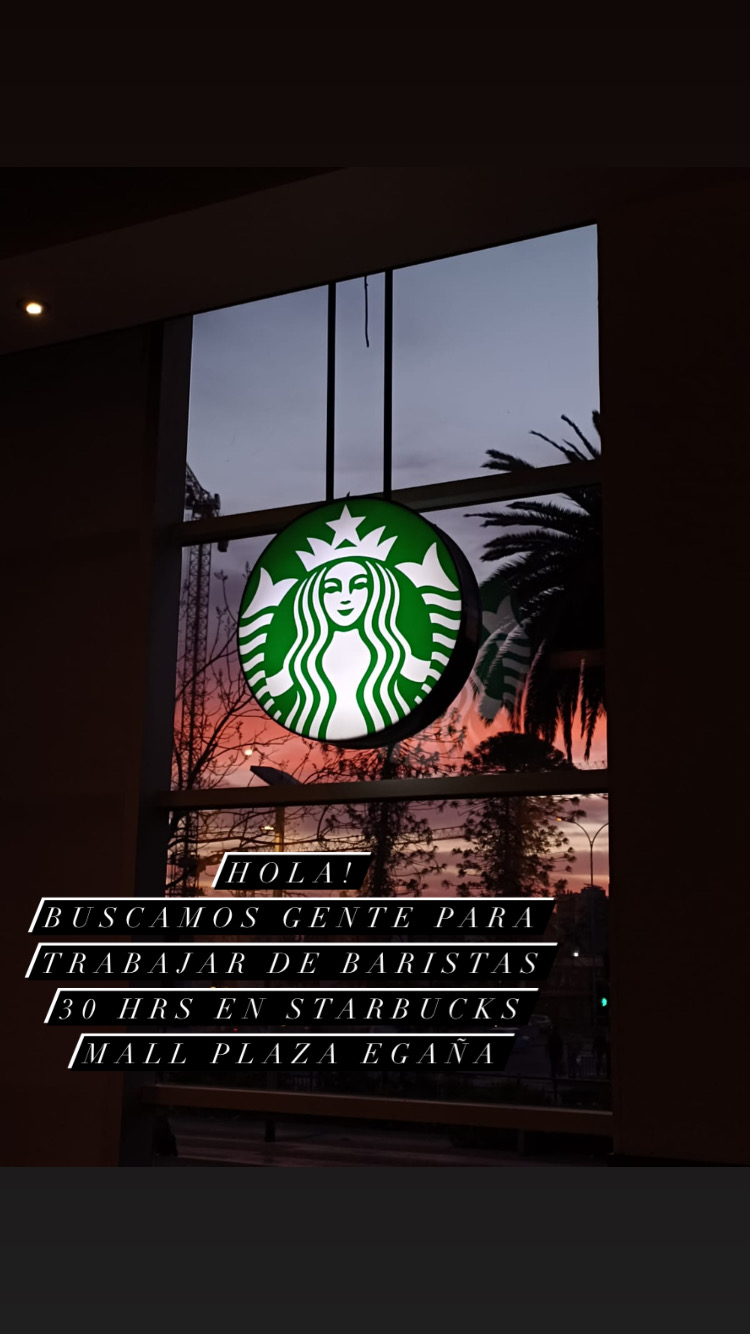 HOLA!
BUSCAMOS GENTE PARA
TRABAJAR DE BARISTAS
30 HRS EN STARBUCKS
MALL PLAZA EGAÑA